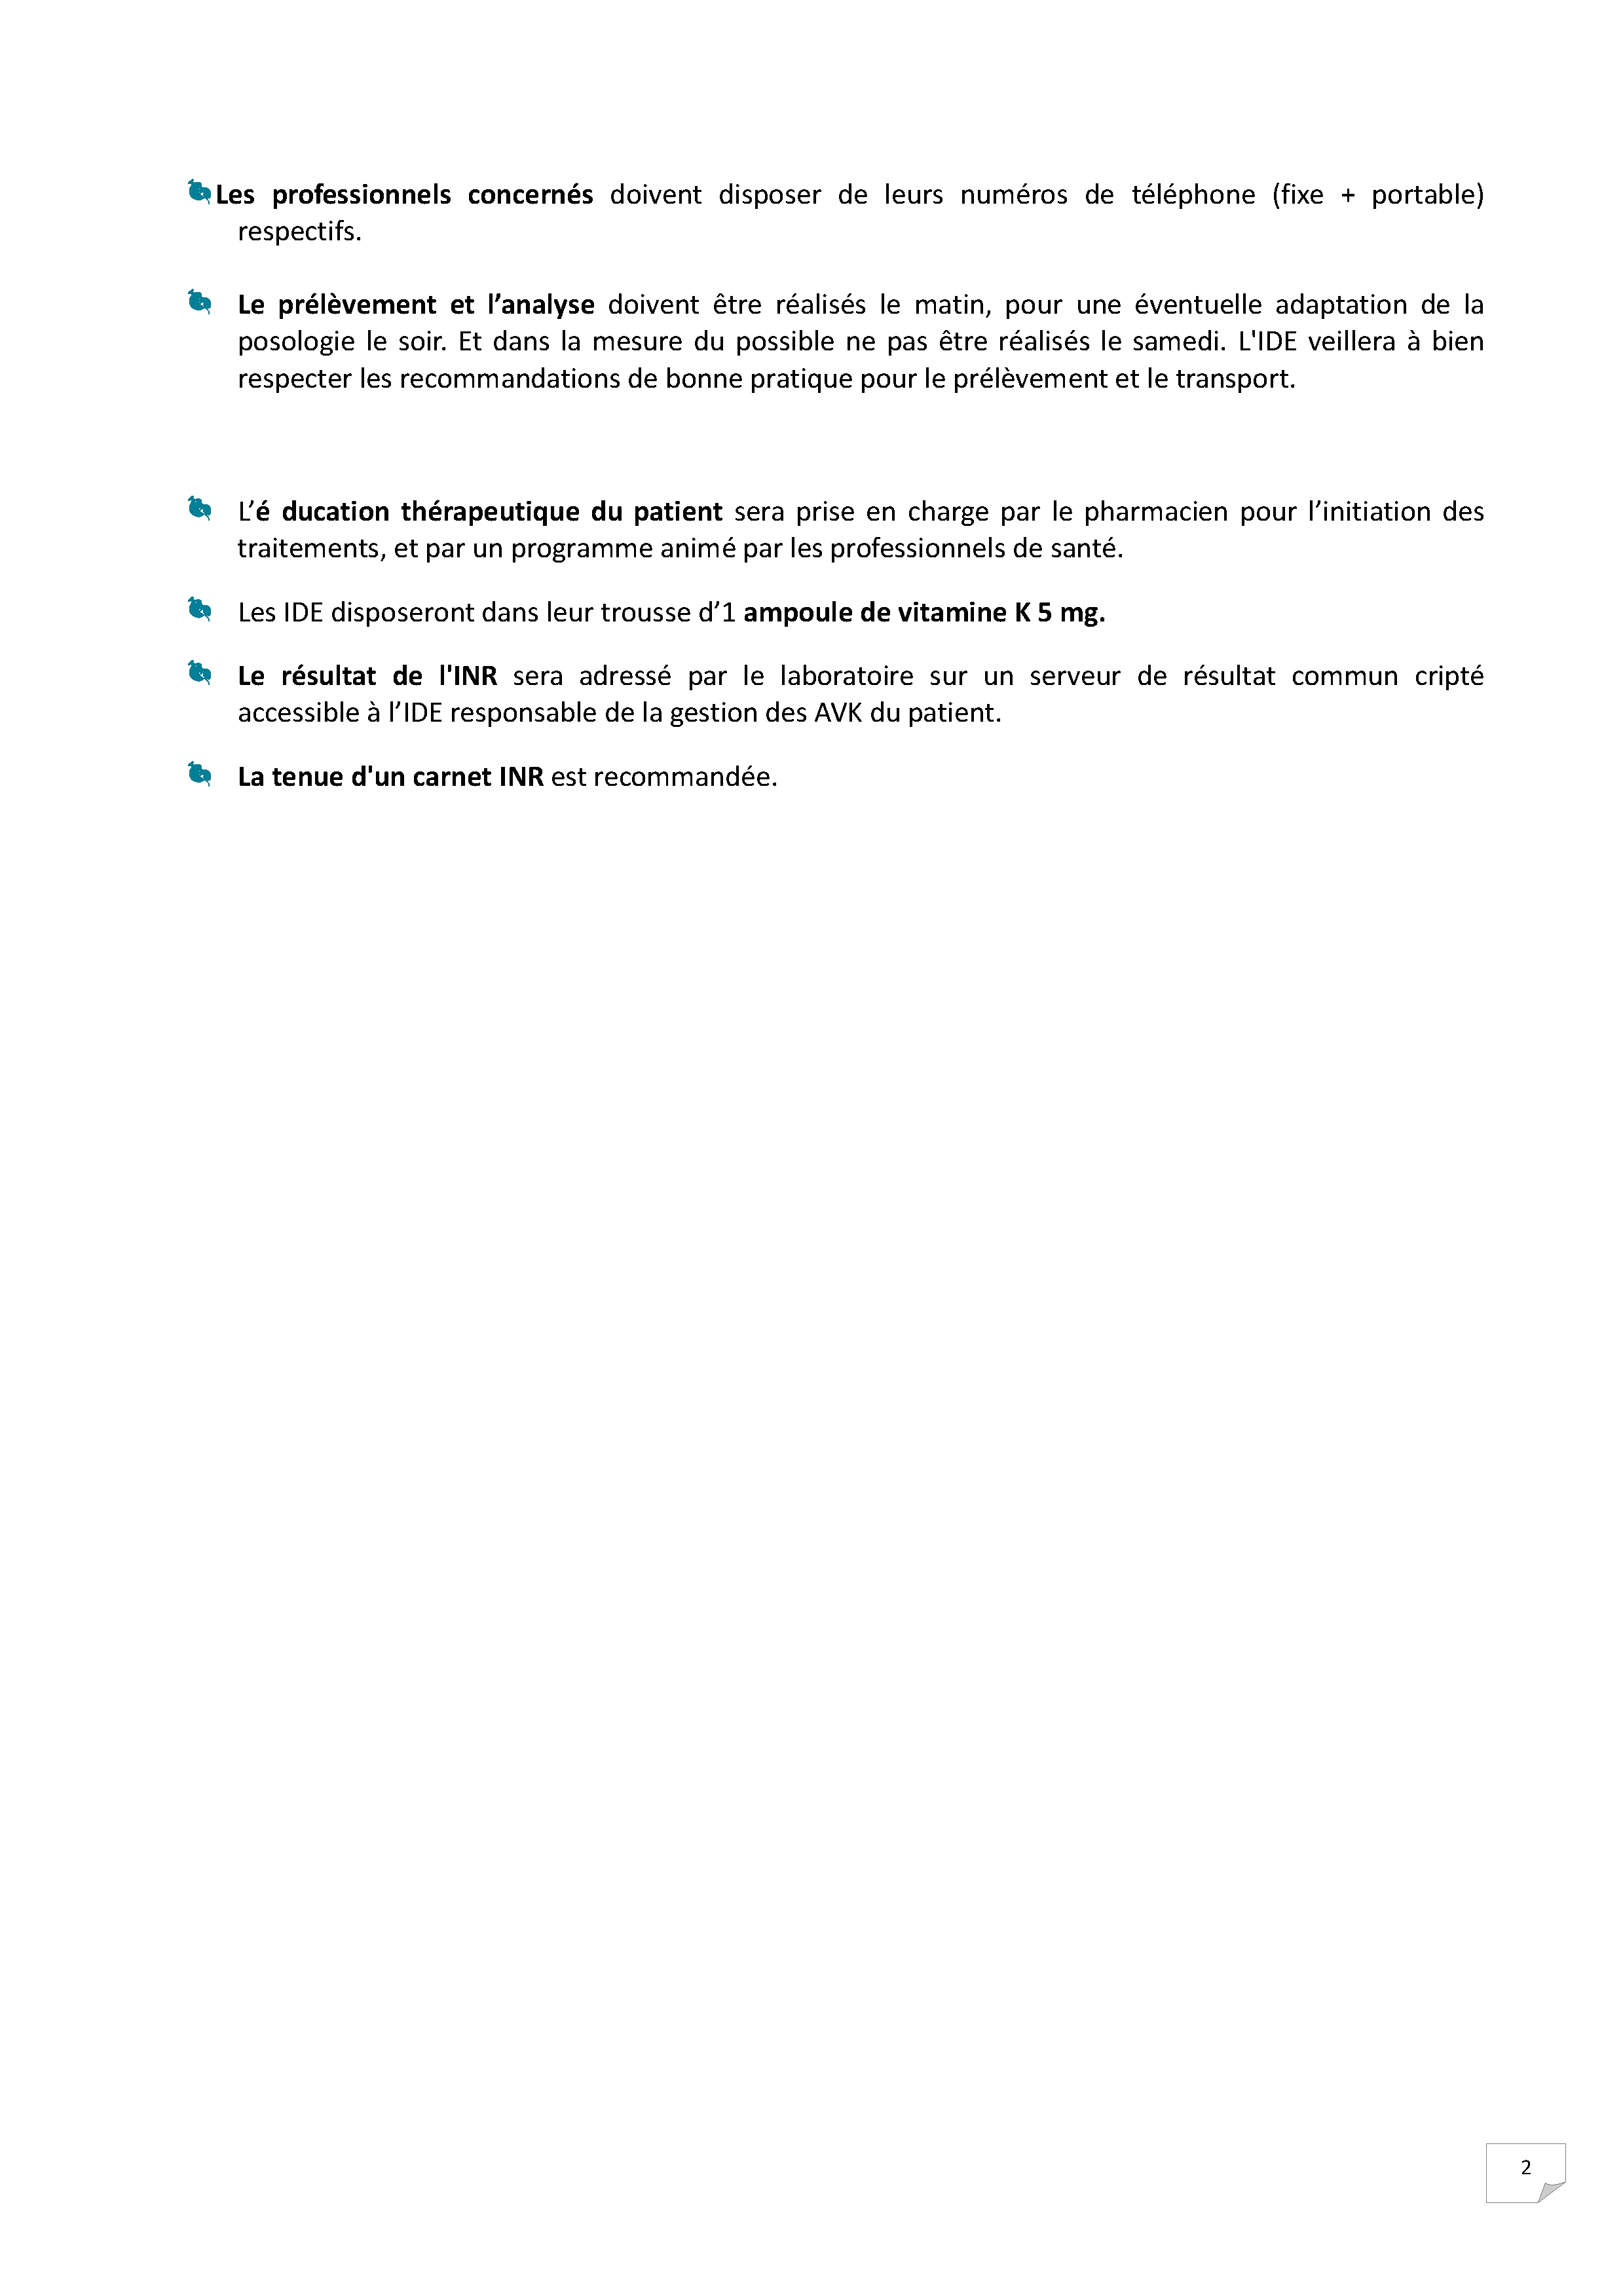 Les professionnels concernés doivent disposer de leurs numéros de téléphone (fixe + portable)
respectifs.
Le prélèvement et l’analyse doivent être réalisés le matin, pour une éventuelle adaptation de la
posologie le soir. Et dans la mesure du possible ne pas être réalisés le samedi. L'IDE veillera à bien
respecter les recommandations de bonne pratique pour le prélèvement et le transport.
L’é ducation thérapeutique du patient sera prise en charge par le pharmacien pour l’initiation des
traitements, et par un programme animé par les professionnels de santé.
Les IDE disposeront dans leur trousse d’1 ampoule de vitamine K 5 mg.
Le résultat de l'INR sera adressé par le laboratoire sur un serveur de résultat commun cripté
accessible à l’IDE responsable de la gestion des AVK du patient.
La tenue d'un carnet INR est recommandée.
2